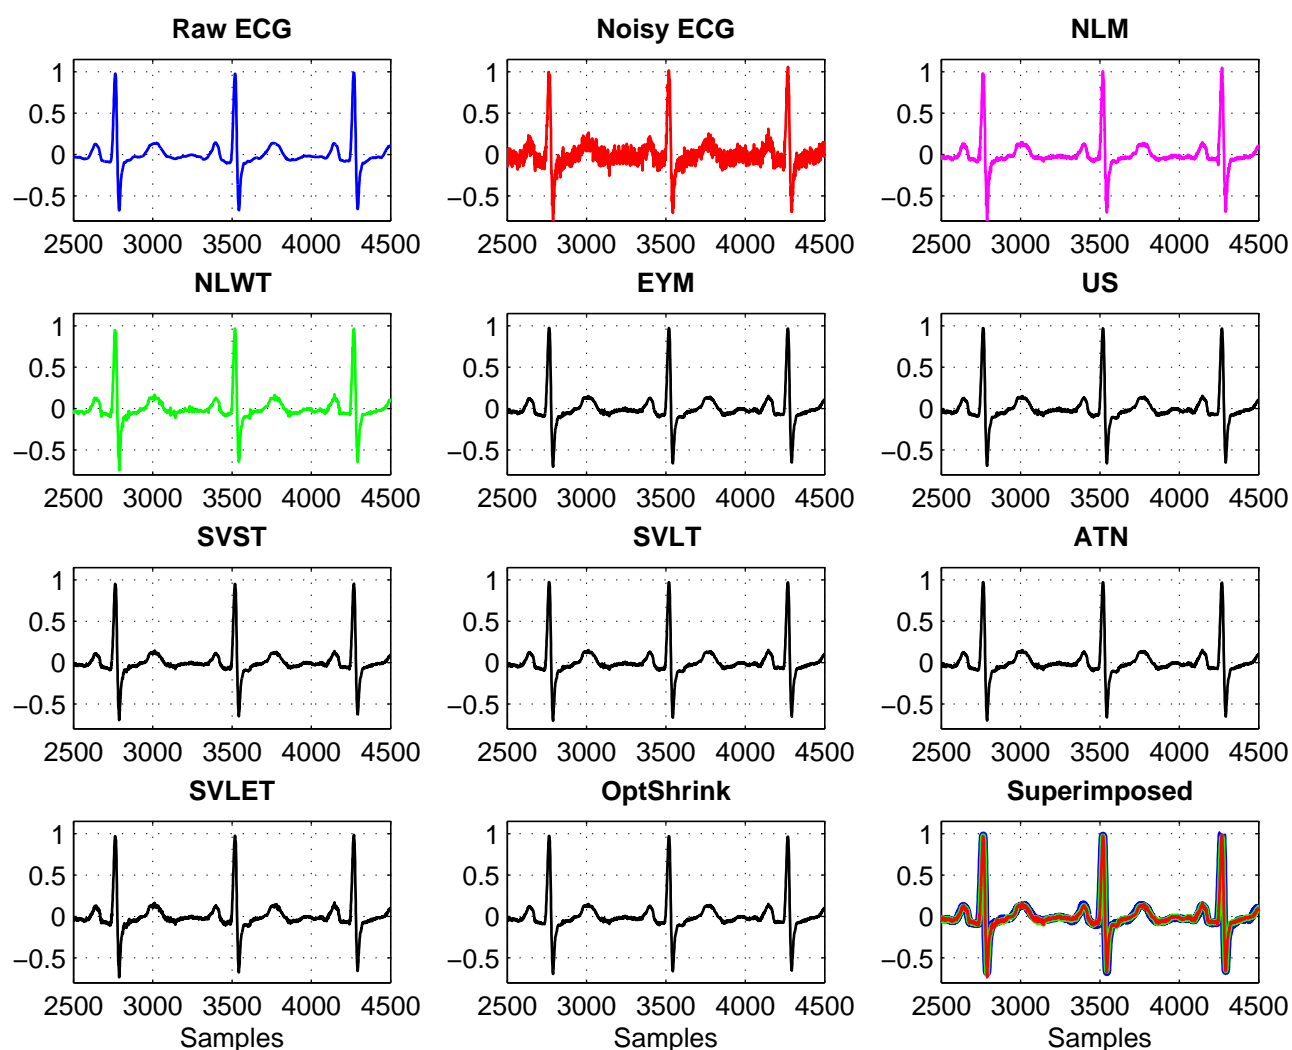 Raw ECG Noisy ECG NLM
1 1 1
0.5 0.5 0.5
0 0 0
−0.5 −0.5 −0.5
2500 3000 3500 4000 4500 2500 3000 3500 4000 4500 2500 3000 3500 4000 4500
NLWT EYM US
1 1 1
0.5 0.5 0.5
0 0 0
−0.5 −0.5 −0.5
2500 3000 3500 4000 4500 2500 3000 3500 4000 4500 2500 3000 3500 4000 4500
SVST SVLT ATN
1 1 1
0.5 0.5 0.5
0 0 0
−0.5 −0.5 −0.5
2500 3000 3500 4000 4500 2500 3000 3500 4000 4500 2500 3000 3500 4000 4500
SVLET OptShrink Superimposed
1 1 1
0.5 0.5 0.5
0 0 0
−0.5 −0.5 −0.5
2500 3000 3500 4000 4500 2500 3000 3500 4000 4500 2500 3000 3500 4000 4500
Samples Samples Samples